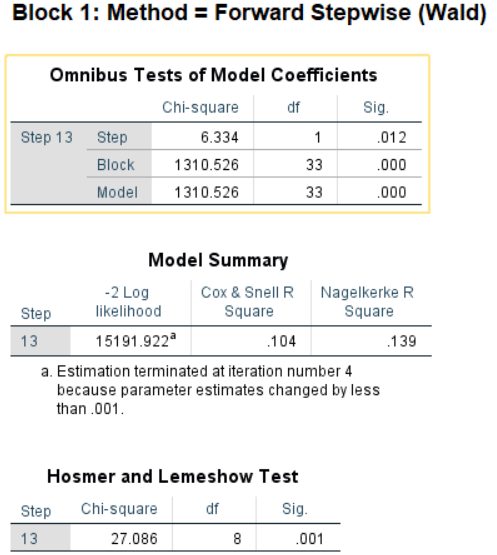 Block 1: Method = Forward Stepwise (Wald)
Omnibus Tests of Model Coefficients
Chi-square df Sig.
Step 13 Step 6.334 1 .012
Block 1310.526 33 .000
Model 1310.526 33 .000
Model Summary
Step -2 Log likelihood Cox & Snell R Square Nagelkerke R Square
13 15191.922a .104 .139
a. Estimation terminated at iteration number 4
because parameter estimates changed by less
than .001.
Hosmer and Lemeshow Test
Step Chi-square df Sig.
13 27.086 8 .001